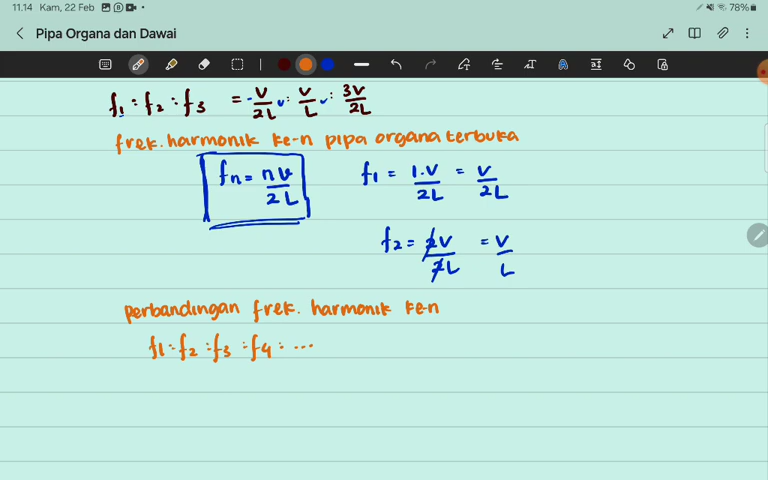 11.14 Kam, 22 Feb 78%
Pipa Organa dan Dawai
f₁ : f₂ : f₃ = v/2L : v/L : 3v/2L
frek. harmonik ke-n pipa organa terbuka
fn = nv/2L f₁ = 1.v/2L = v/2L
f₂ = 2v/2L = v/L
perbandingan frek. harmonik ke-n
f₁ : f₂ : f₃ : f₄ : ...